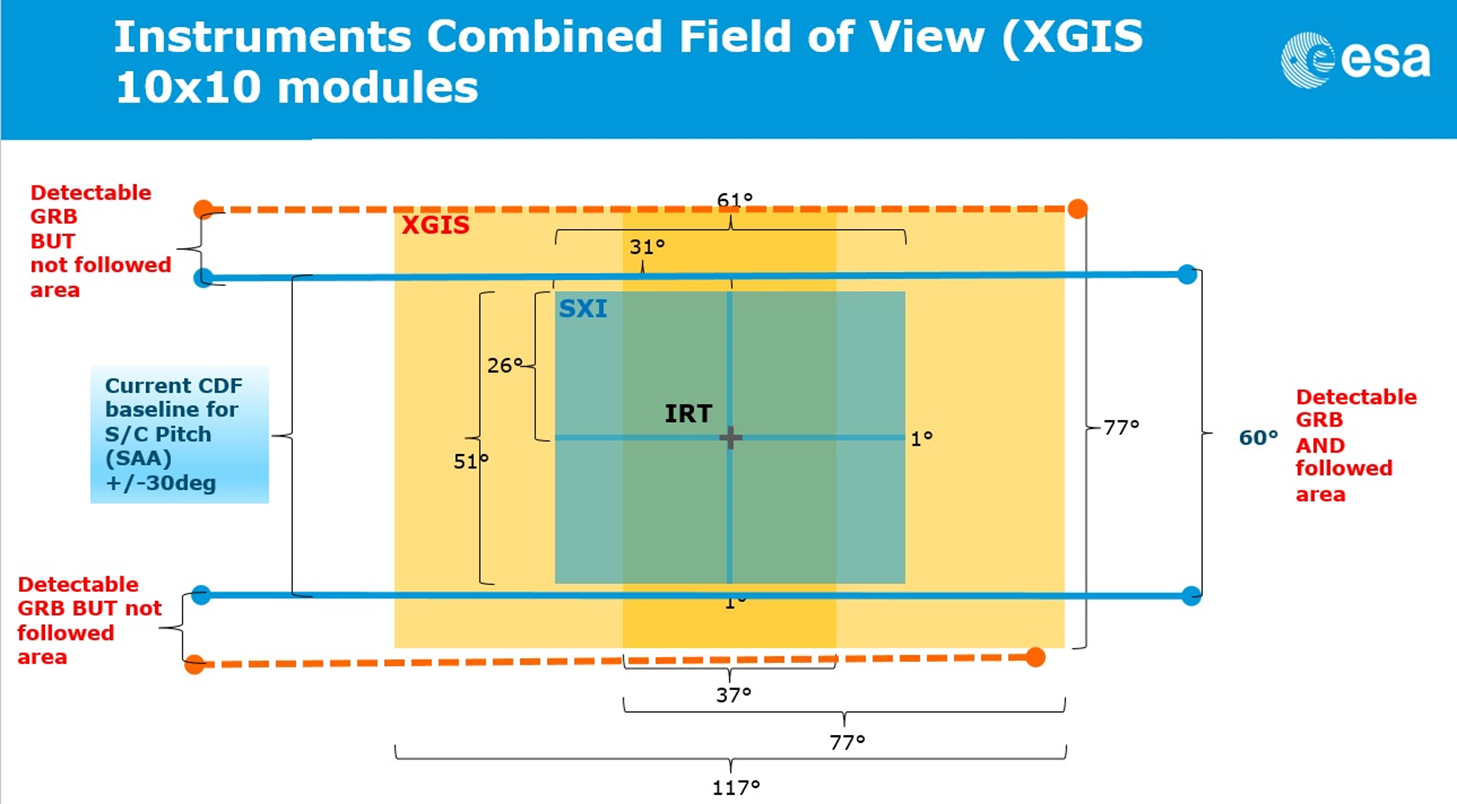 Instruments Combined Field of View (XGIS
10x10 modules
esa
Detectable
GRB
BUT
not followed
area
XGIS
61°
31°
SXI
26°
IRT
51°
1°
1°
77°
60°
Current CDF
baseline for
S/C Pitch
(SAA)
+/-30deg
Detectable
GRB
AND
followed
area
Detectable
GRB BUT not
followed
area
37°
77°
117°